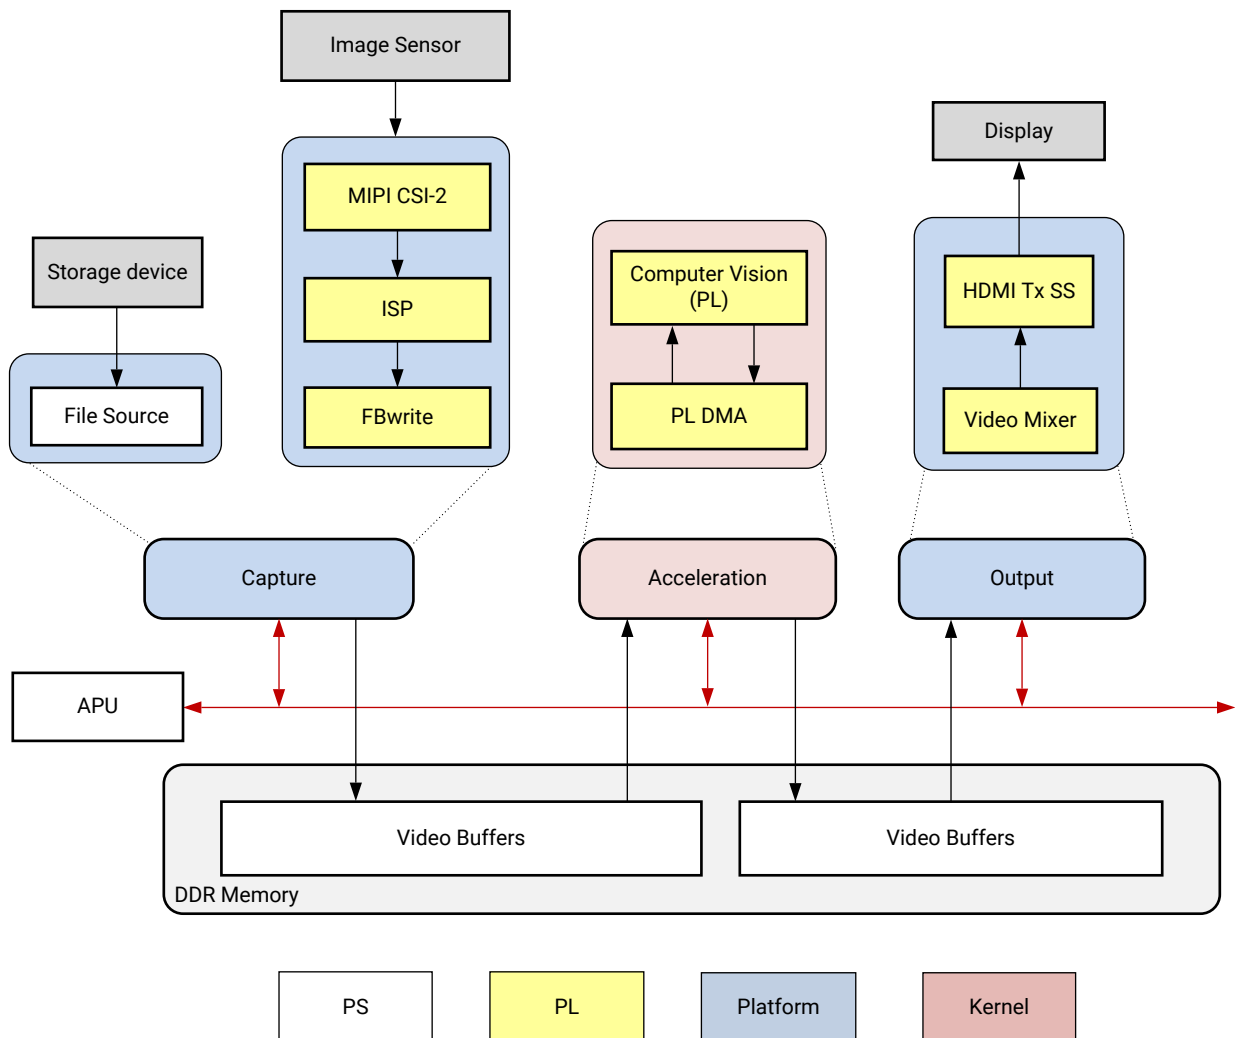 Image Sensor
Display
MIPI CSI-2
Storage device
ISP
Computer Vision
(PL)
HDMI Tx SS
File Source
FBwrite
PL DMA
Video Mixer
Capture
Acceleration
Output
APU
Video Buffers
Video Buffers
DDR Memory
PS
PL
Platform
Kernel